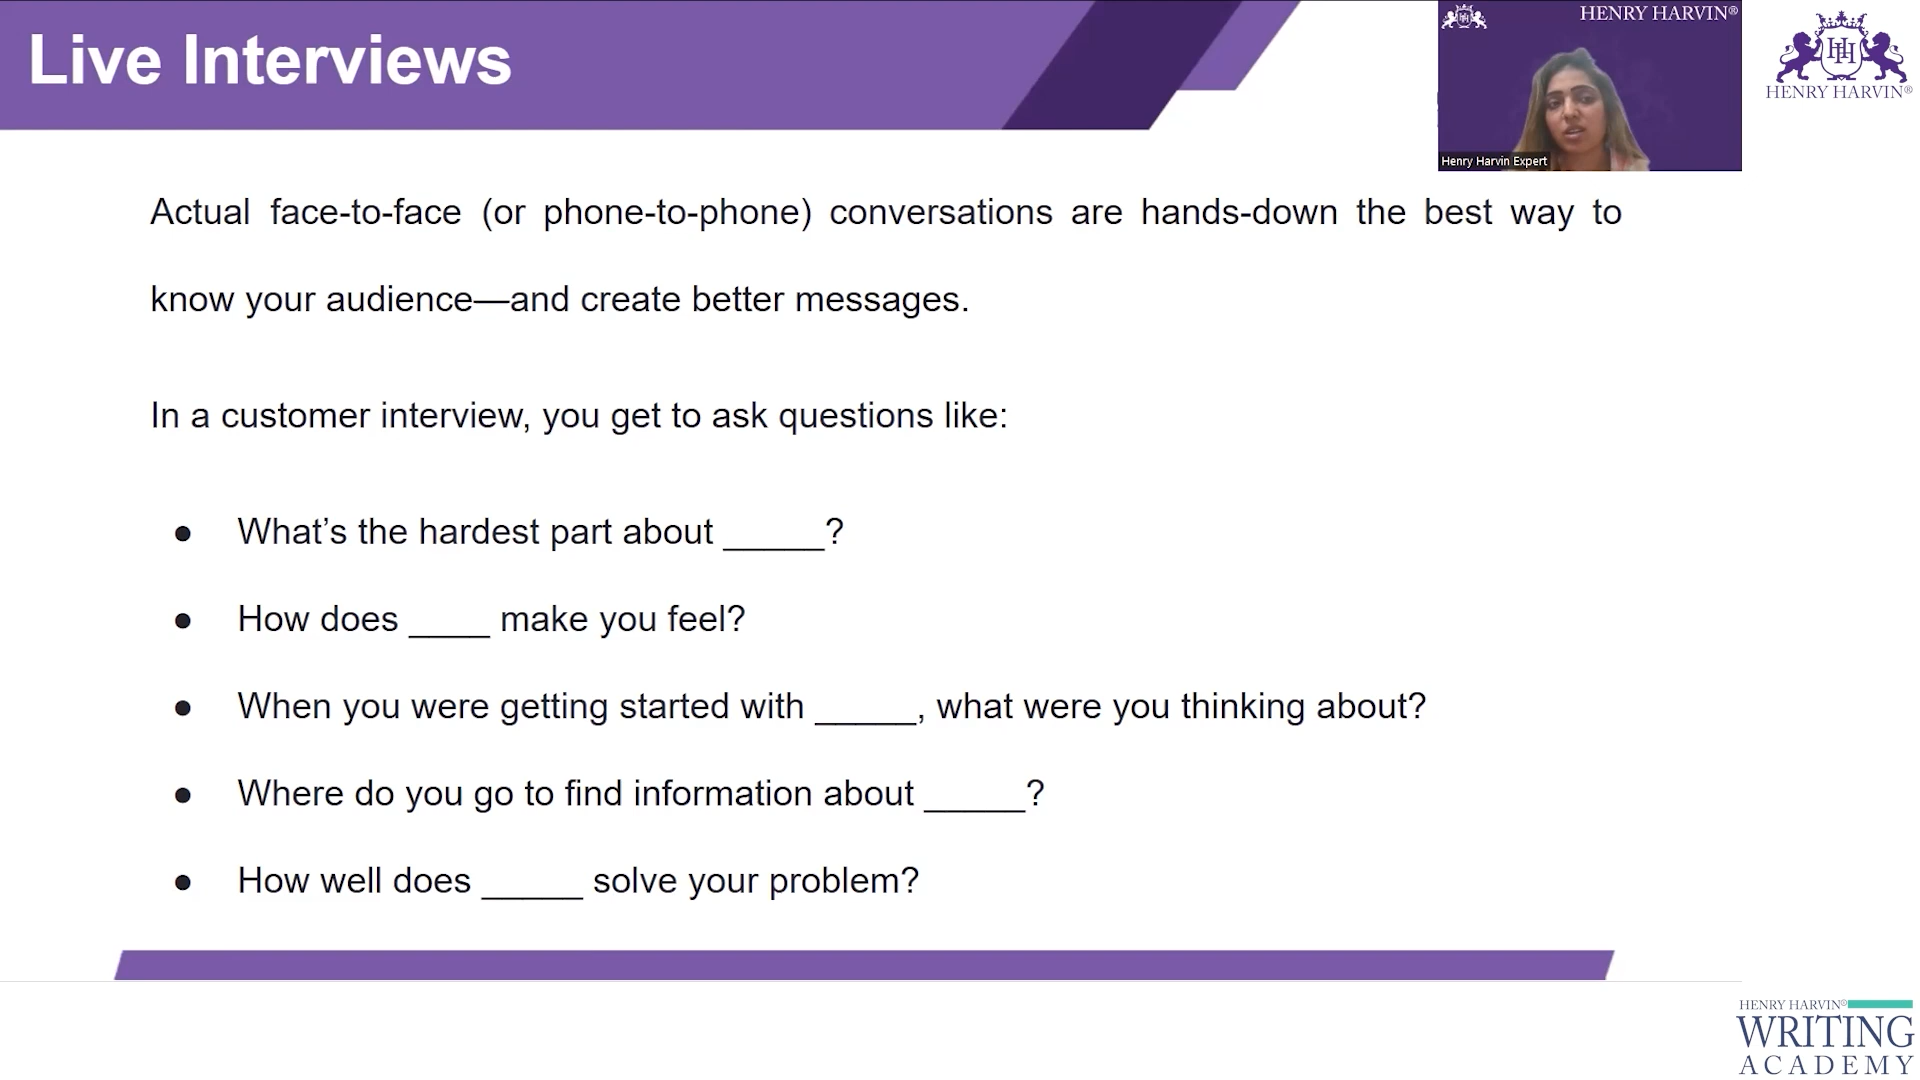 Live Interviews
HENRY HARVIN®
Henry Harvin Expert
HENRY HARVIN®
Actual face-to-face (or phone-to-phone) conversations are hands-down the best way to
know your audience—and create better messages.
In a customer interview, you get to ask questions like:
● What’s the hardest part about _____?
● How does ____ make you feel?
● When you were getting started with _____, what were you thinking about?
● Where do you go to find information about _____?
● How well does _____ solve your problem?
HENRY HARVIN®
WRITING
ACADEMY